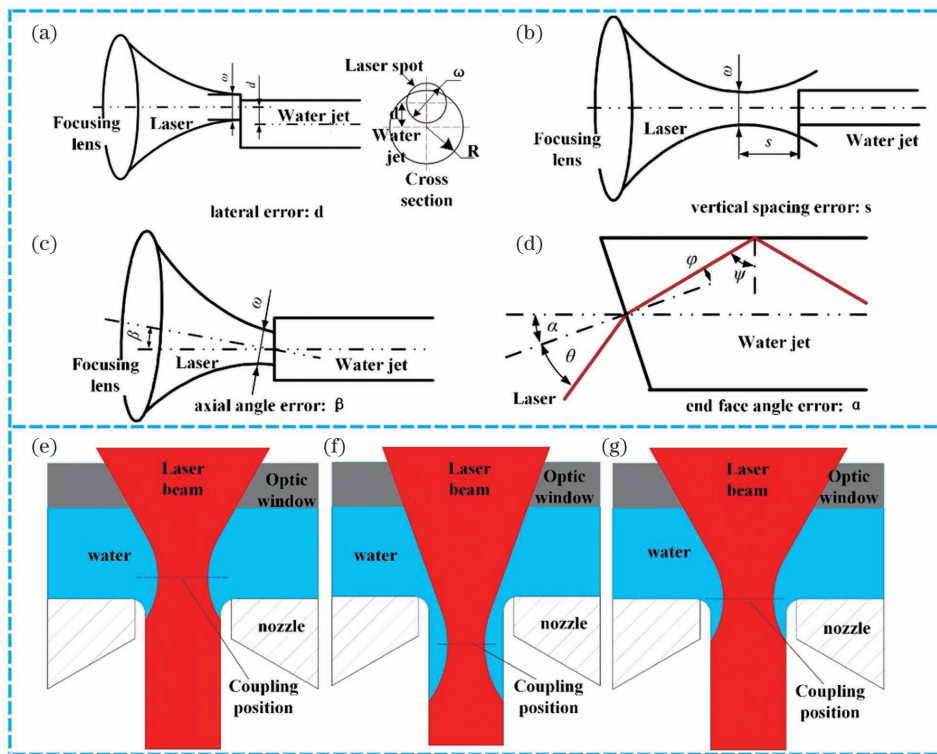 (a)
ω
d
Focusing
lens
Laser
Water jet
Laser spot
ω
d
Water
jet
R
Cross
section
lateral error: d
(b)
ω
Focusing
lens
Laser
s
Water jet
vertical spacing error: s
(c)
β
ω
Focusing
lens
Laser
Water jet
axial angle error: β
(d)
φ
ψ
α
θ
Laser
Water jet
end face angle error: α
(e)
Laser
beam
Optic
window
water
nozzle
Coupling
position
(f)
Laser
beam
Optic
window
water
nozzle
Coupling
position
(g)
Laser
beam
Optic
window
water
nozzle
Coupling
position